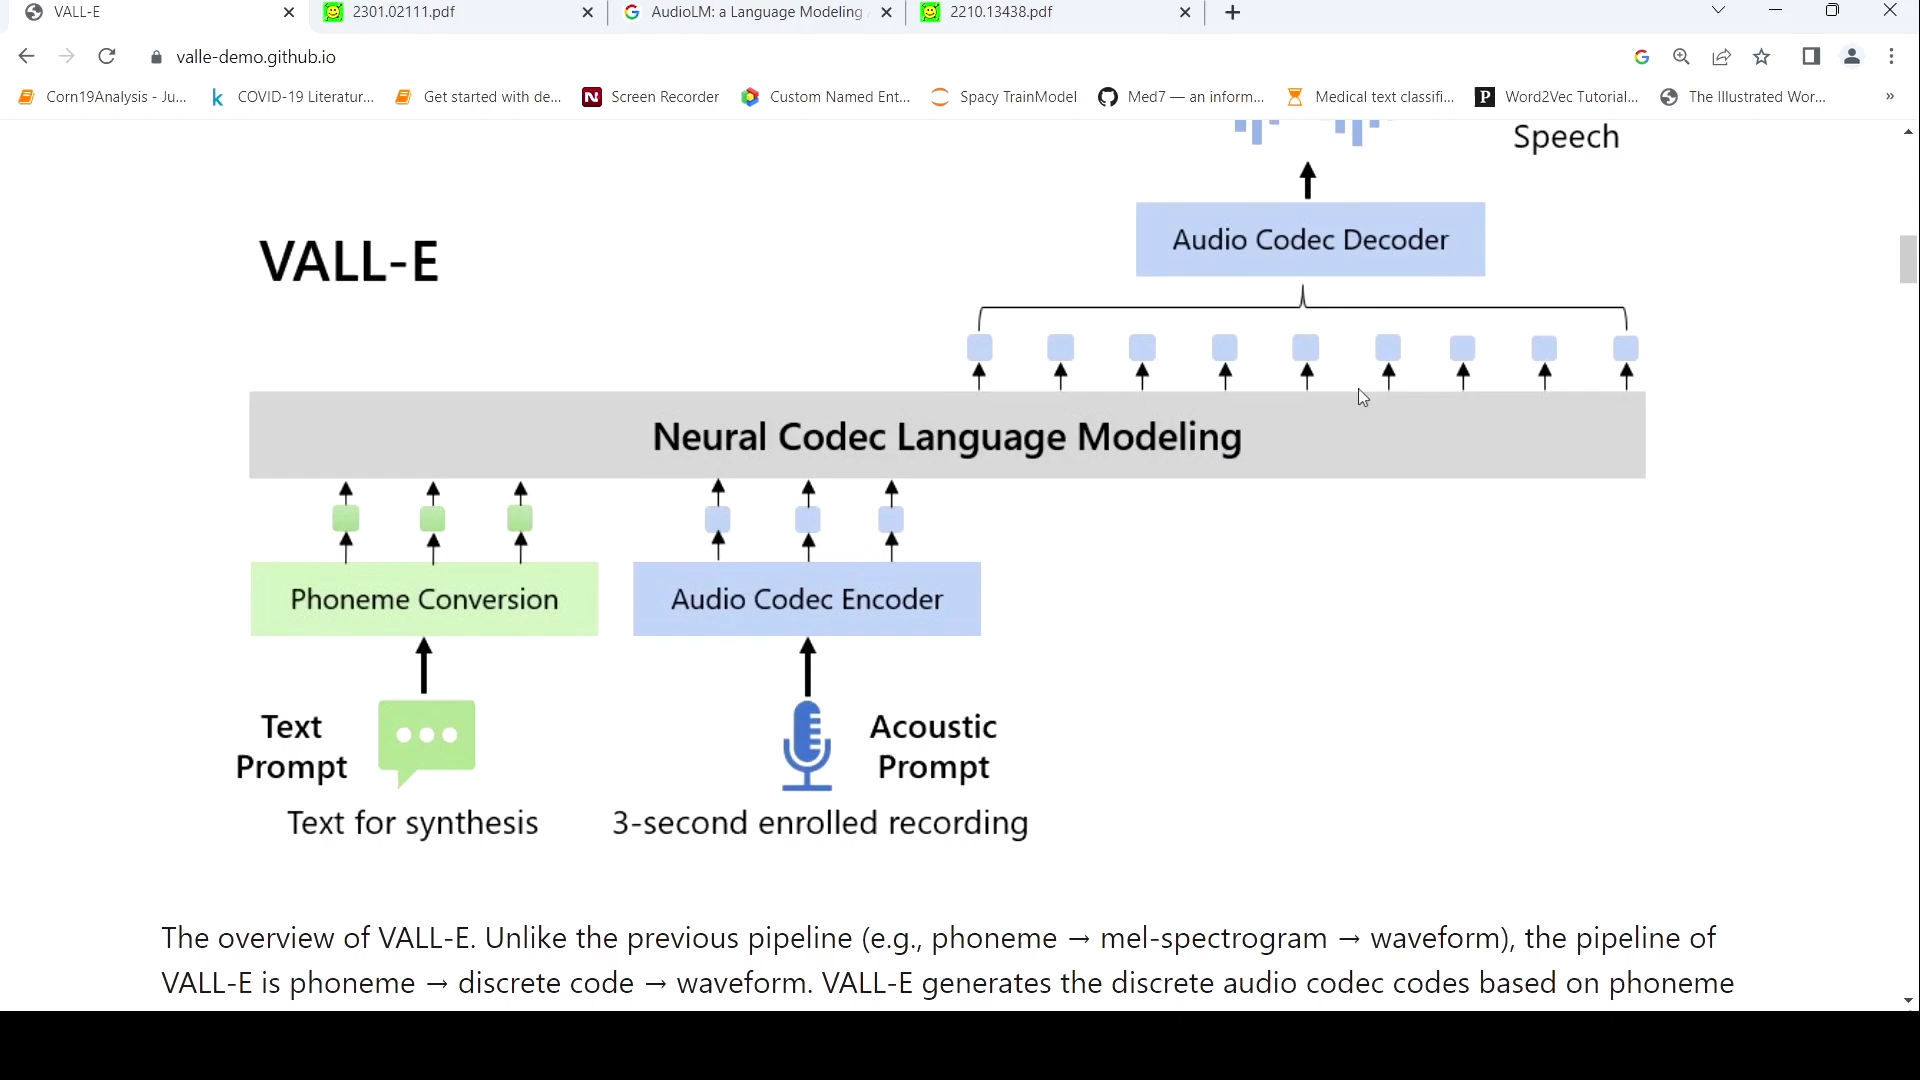 VALL-E
2301.02111.pdf
AudioLM: a Language Modeling
2210.13438.pdf
valle-demo.github.io
Corn19Analysis - Ju...
COVID-19 Literatur...
Get started with de...
Screen Recorder
Custom Named Ent...
Spacy TrainModel
Med7 — an inform...
Medical text classifi...
Word2Vec Tutorial...
The Illustrated Wor...
»
Speech
Audio Codec Decoder
VALL-E
Neural Codec Language Modeling
Phoneme Conversion
Audio Codec Encoder
Text
Prompt
Acoustic
Prompt
Text for synthesis
3-second enrolled recording
The overview of VALL-E. Unlike the previous pipeline (e.g., phoneme → mel-spectrogram → waveform), the pipeline of
VALL-E is phoneme → discrete code → waveform. VALL-E generates the discrete audio codec codes based on phoneme